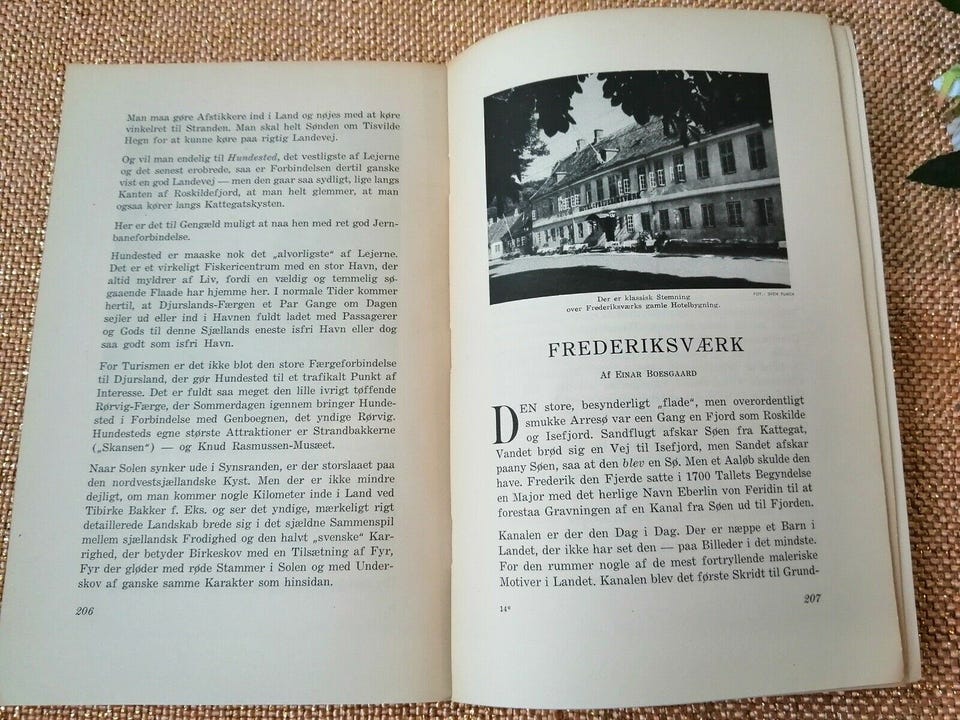 Man maa gøre Afstikkere ind i Land og nøjes med at køre
vinkelret til Stranden. Man skal helt Sønden om Tisvilde
Hegn for at kunne køre paa rigtig Landevej.
Og vil man endelig til Hundested, det vestligste af Lejerne
og det senest erobrede, saa er Forbindelsen dertil ganske
vist en god Landevej — men den gaar saa sydligt, lige langs
Kanten af Roskildefjord, at man helt glemmer, at man
ogsaa kører langs Kattegatskysten.
Her er det til Gengæld muligt at naa hen med ret god Jern-
baneforbindelse.
Hundested er maaske nok det „alvorligste“ af Lejerne.
Det er et virkeligt Fiskericentrum med en stor Havn, der
altid myldrer af Liv, fordi en vældig og temmelig sø-
gaaende Flaade har hjemme her. I normale Tider kommer
hertil, at Djurslands-Færgen et Par Gange om Dagen
sejler ud eller ind i Havnen fuldt ladet med Passagerer
og Gods til denne Sjællands eneste isfri Havn eller dog
saa godt som isfri Havn.
For Turismen er det ikke blot den store Færgeforbindelse
til Djursland, der gør Hundested til et trafikalt Punkt af
Interesse. Det er fuldt saa meget den lille ivrigt tøffende
Rørvig-Færge, der Sommerdagen igennem bringer Hunde-
sted i Forbindelse med Genboegnen, det yndige Rørvig.
Hundesteds egne største Attraktioner er Strandbakkerne
(„Skansen“) — og Knud Rasmussen-Musæet.
Naar Solen synker ude i Synsranden, er der storslaaet paa
den nordvestsjællandske Kyst. Men der er ikke mindre
dejligt, om man kommer nogle Kilometer inde i Land ved
Tibirke Bakker f. Eks. og ser det yndige, mærkeligt rigt
detaillerede Landskab brede sig i det sjældne Sammenspil
mellem sjællandsk Frodighed og den halvt „svenske“ Kar-
righed, der betyder Birkeskov med en Tilsætning af Fyr,
Fyr der gløder med røde Stammer i Solen og med Under-
skov af ganske samme Karakter som hinsidan.
206
FOT.: SVEN TURCK
Der er klassisk Stemning
over Frederiksværks gamle Hotelbygning.
FREDERIKSVÆRK
Af EINAR BOESGAARD
DEN store, besynderligt „flade“, men overordentligt
smukke Arresø var een Gang en Fjord som Roskilde
og Isefjord. Sandflugt afskar Søen fra Kattegat,
Vandet brød sig en Vej til Isefjord, men Sandet afskar
paany Søen, saa at den blev en Sø. Men et Aaløb skulde den
have. Frederik den Fjerde satte i 1700 Tallets Begyndelse
en Major med det herlige Navn Eberlin von Feridin til at
forestaa Gravningen af en Kanal fra Søen ud til Fjorden.
Kanalen er der den Dag i Dag. Der er næppe et Barn i
Landet, der ikke har set den — paa Billeder i det mindste.
For den rummer nogle af de mest fortryllende maleriske
Motiver i Landet. Kanalen blev det første Skridt til Grund-
14*
207